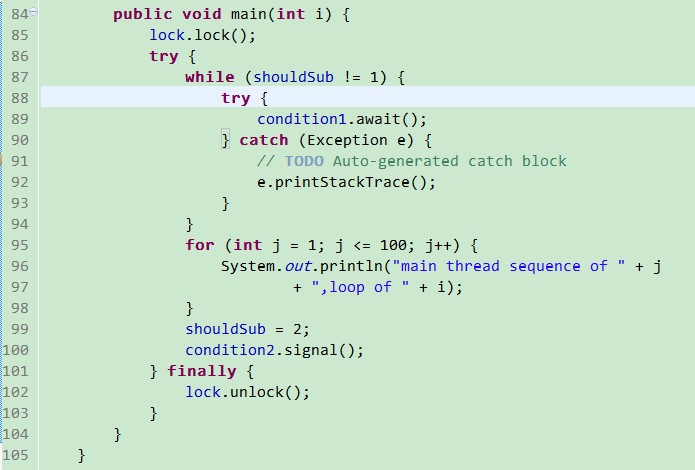 84 public void main(int i) {
85 lock.lock();
86 try {
87 while (shouldSub != 1) {
88 try {
89 condition1.await();
90 } catch (Exception e) {
91 // TODO Auto-generated catch block
92 e.printStackTrace();
93 }
94 }
95 for (int j = 1; j <= 100; j++) {
96 System.out.println("main thread sequence of " + j
97 + ",loop of " + i);
98 }
99 shouldSub = 2;
100 condition2.signal();
101 } finally {
102 lock.unlock();
103 }
104 }
105 }